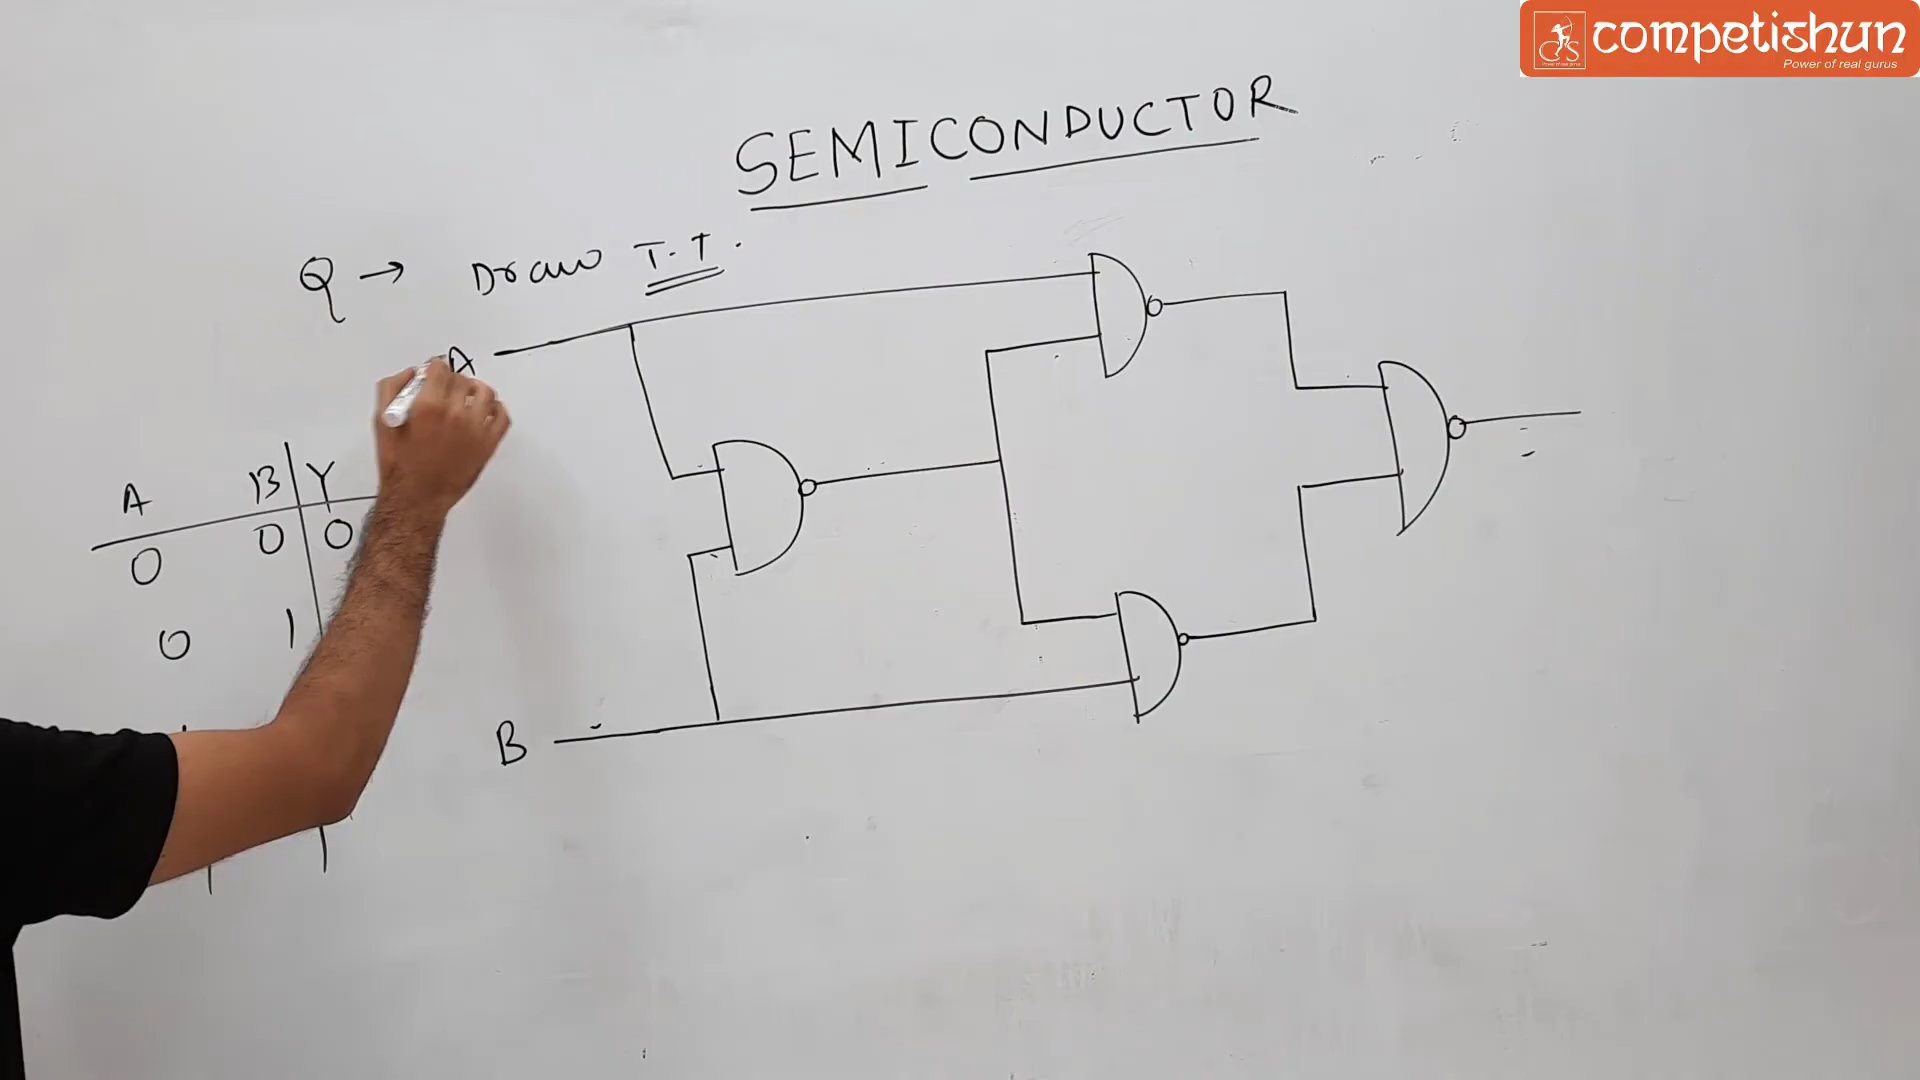 competishun
Power of real gurus
SEMICONDUCTOR
Q → Draw T.T.
A
A B Y
0 0 0
0 1
B